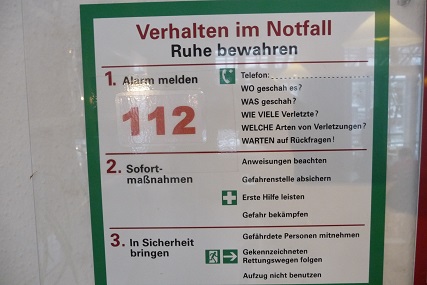 Verhalten im Notfall
Ruhe bewahren
1. Alarm melden
112
Telefon:
WO geschah es?
WAS geschah?
WIE VIELE Verletzte?
WELCHE Arten von Verletzungen?
WARTEN auf Rückfragen!
2. Sofort-
maßnahmen
Anweisungen beachten
Gefahrenstelle absichern
Erste Hilfe leisten
Gefahr bekämpfen
3. In Sicherheit
bringen
Gefährdete Personen mitnehmen
Gekennzeichneten
Rettungswegen folgen
Aufzug nicht benutzen